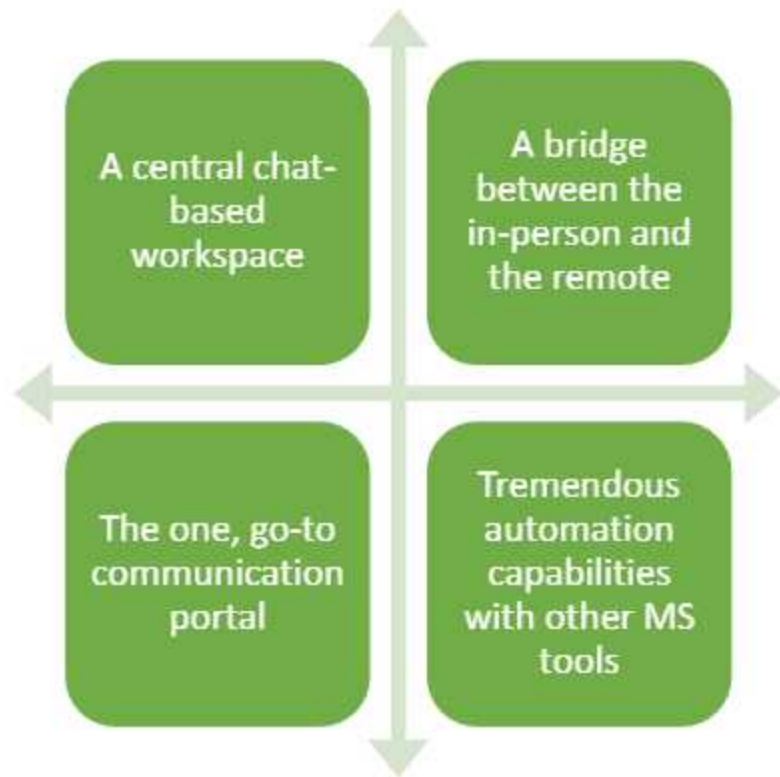 A central chat-
based
workspace
A bridge
between the
in-person and
the remote
The one, go-to
communication
portal
Tremendous
automation
capabilities
with other MS
tools